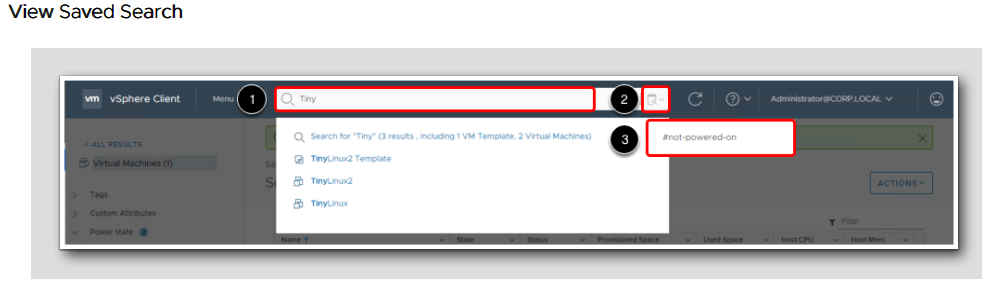 View Saved Search
vm vSphere Client Menu 1 Tiny 2 Administrator@CORP.LOCAL
Search for "Tiny" (3 results , including 1 VM Template, 2 Virtual Machines) 3 #not-powered-on
< ALL RESULTS
TinyLinux2 Template
Virtual Machines (1)
TinyLinux2 ACTIONS
Tags
TinyLinux
Custom Attributes
Filter
Power state 2
Name State Status Provisioned Space Used Space Host CPU Host Mem